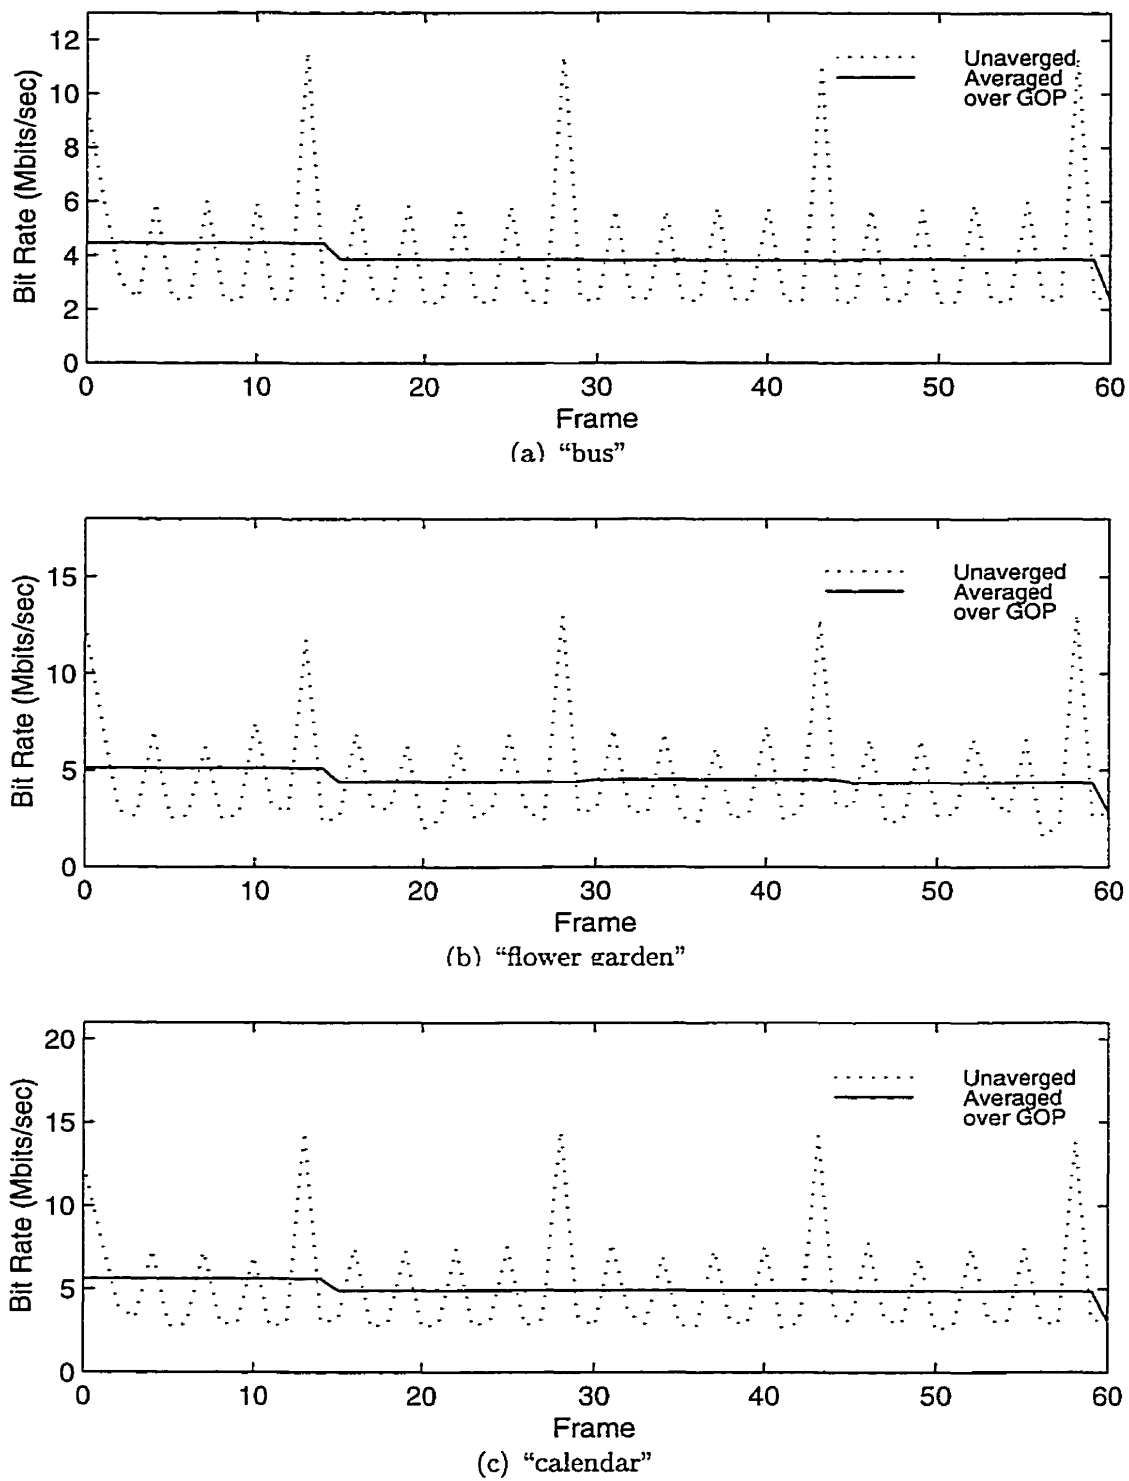 12
10
8
6
4
2
0
Bit Rate (Mbits/sec)
Unaverged
Averaged
over GOP
0 10 20 30 40 50 60
Frame
(a) “bus”
15
10
5
0
Bit Rate (Mbits/sec)
Unaverged
Averaged
over GOP
0 10 20 30 40 50 60
Frame
(b) “flower garden”
20
15
10
5
0
Bit Rate (Mbits/sec)
Unaverged
Averaged
over GOP
0 10 20 30 40 50 60
Frame
(c) “calendar”